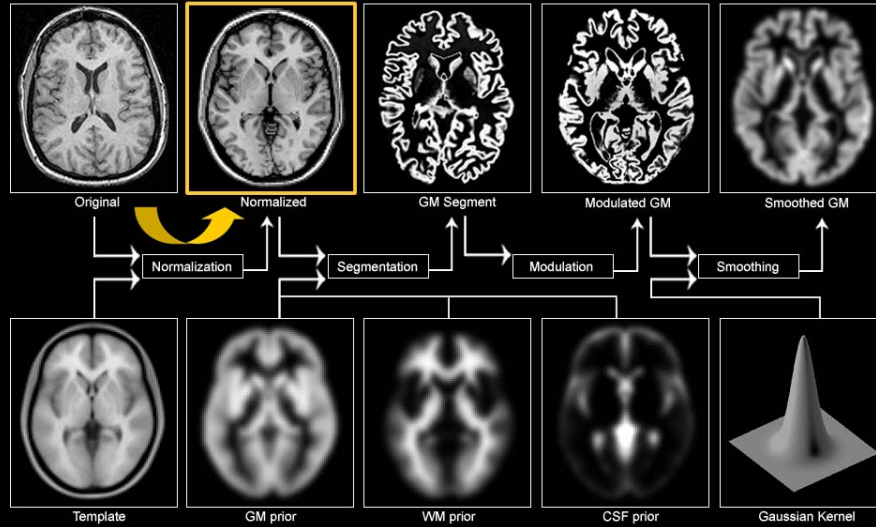 Original
Normalized
GM Segment
Modulated GM
Smoothed GM
Normalization
Segmentation
Modulation
Smoothing
Template
GM prior
WM prior
CSF prior
Gaussian Kernel